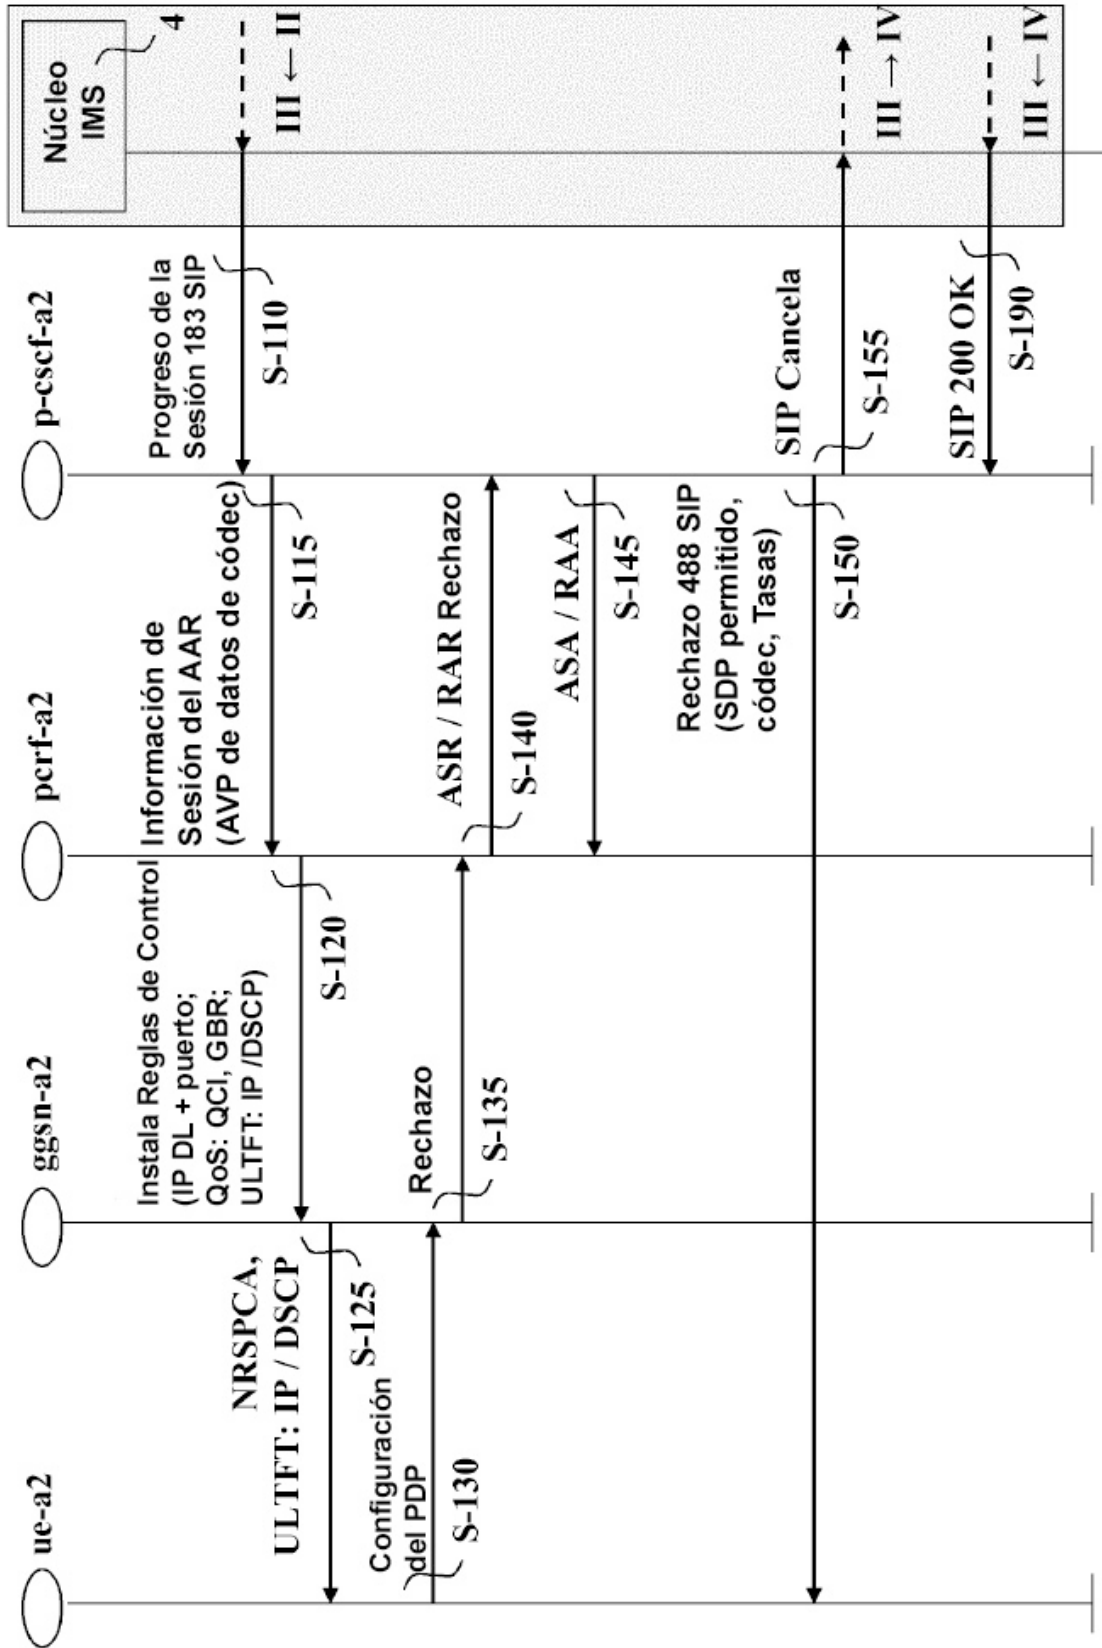 ue-a2
ggsn-a2
pcrf-a2
p-cscf-a2
Núcleo
IMS
4
Progreso de la
Sesión 183 SIP
S-110
III ← II
Información de
Sesión del AAR
(AVP de datos de códec)
S-115
Instala Reglas de Control
(IP DL + puerto;
QoS: QCI, GBR;
ULTFT: IP /DSCP)
S-120
NRSPCA,
ULTFT: IP / DSCP
S-125
Configuración
del PDP
S-130
Rechazo
S-135
ASR / RAR Rechazo
S-140
ASA / RAA
S-145
Rechazo 488 SIP
(SDP permitido,
códec, Tasas)
S-150
SIP Cancela
S-155
III → IV
SIP 200 OK
S-190
III ← IV